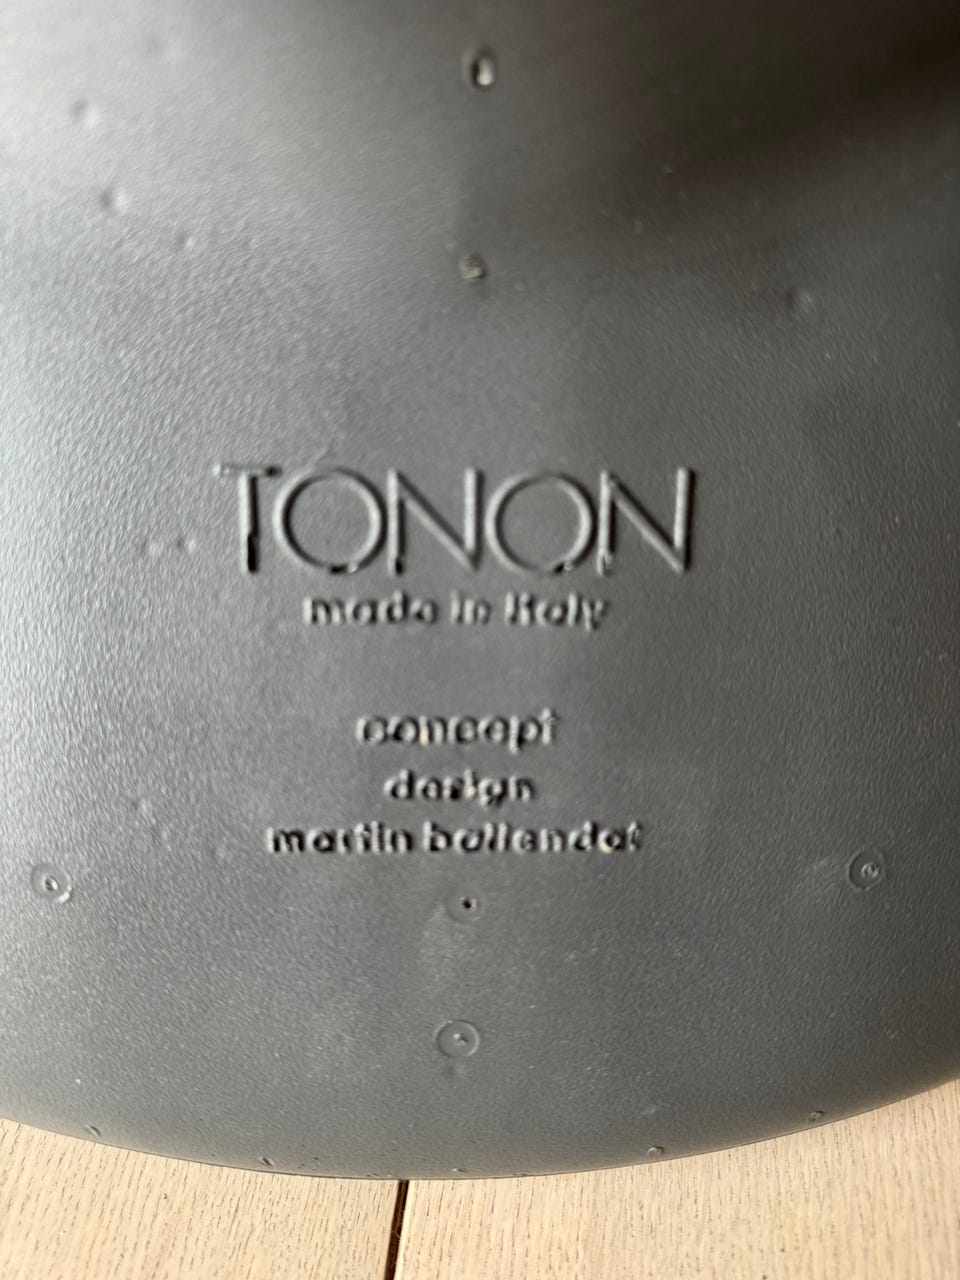 TONON
made in italy
concept
design
martin ballendat